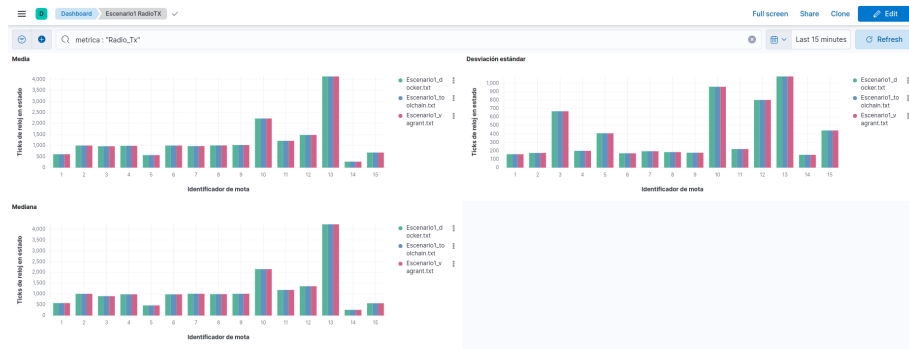 D Dashboard Escenario1 RadioTX Full screen Share Clone Edit
metrica : "Radio_Tx" Last 15 minutes Refresh
Media
Ticks de reloj en estado
4,000
3,500
3,000
2,500
2,000
1,500
1,000
500
0
1 2 3 4 5 6 7 8 9 10 11 12 13 14 15
Identificador de mota
Escenario1_d
ocker.txt
Escenario1_to
olchain.txt
Escenario1_v
agrant.txt
Desviación estándar
Ticks de reloj en estado
1,000
900
800
700
600
500
400
300
200
100
0
1 2 3 4 5 6 7 8 9 10 11 12 13 14 15
Identificador de mota
Escenario1_d
ocker.txt
Escenario1_to
olchain.txt
Escenario1_v
agrant.txt
Mediana
Ticks de reloj en estado
4,000
3,500
3,000
2,500
2,000
1,500
1,000
500
0
1 2 3 4 5 6 7 8 9 10 11 12 13 14 15
Identificador de mota
Escenario1_d
ocker.txt
Escenario1_to
olchain.txt
Escenario1_v
agrant.txt